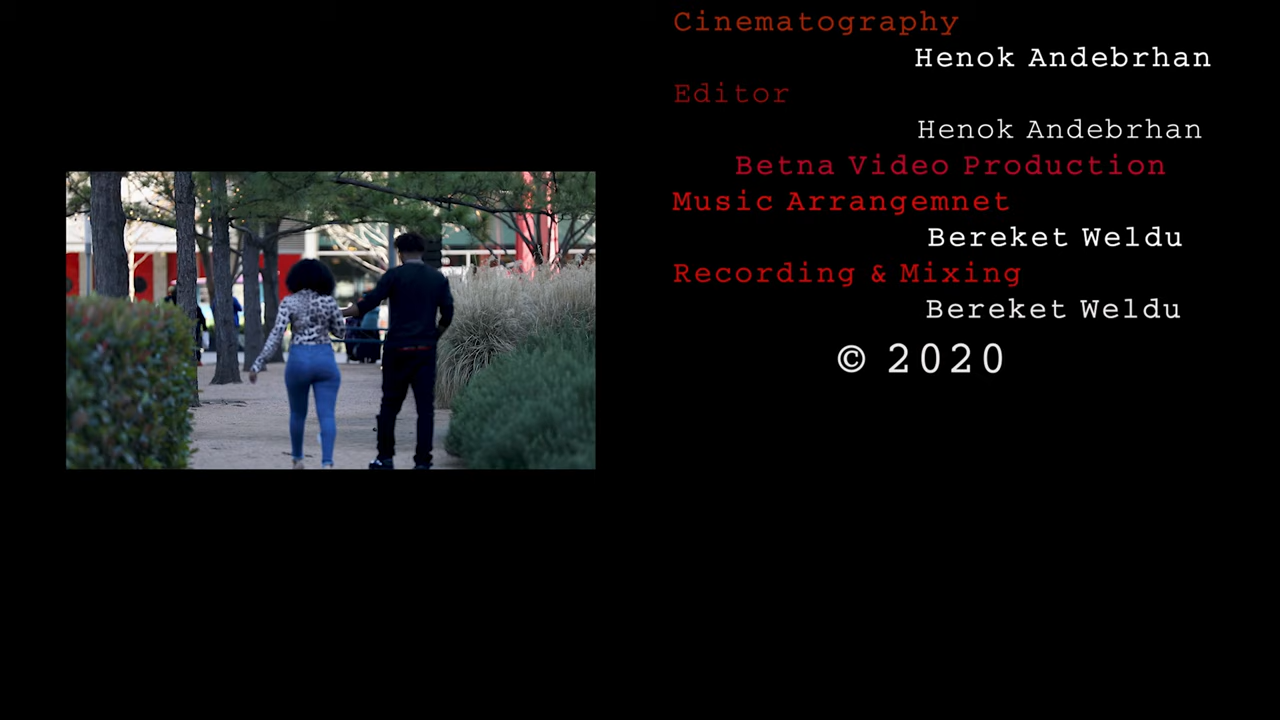 Cinematography
Henok Andebrhan
Editor
Henok Andebrhan
Betna Video Production
Music Arrangemnet
Bereket Weldu
Recording & Mixing
Bereket Weldu
© 2020